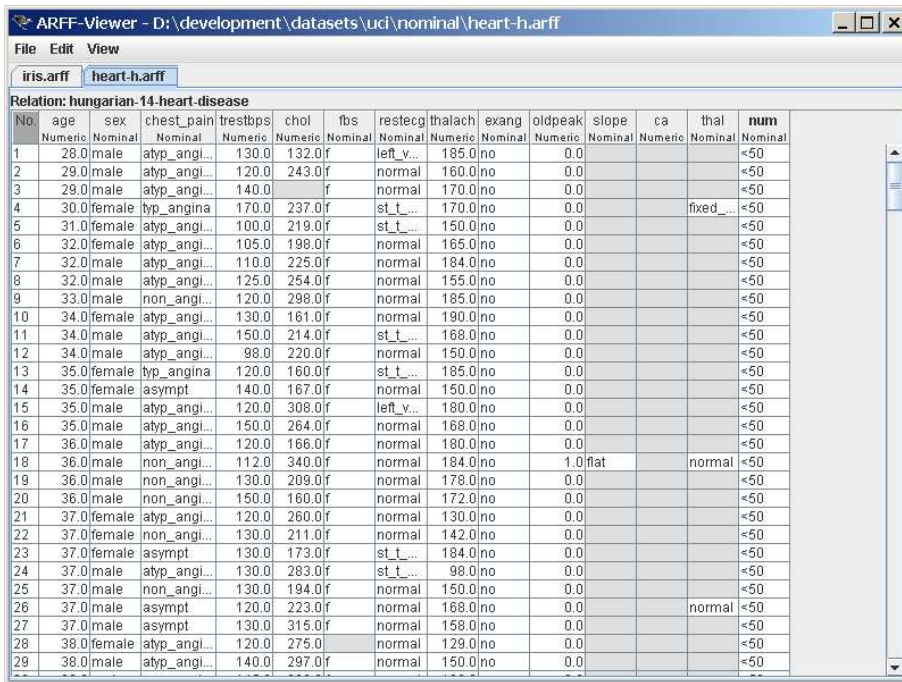 ARFF-Viewer - D:\development\datasets\uci\nominal\heart-h.arff
File Edit View
iris.arff heart-h.arff
Relation: hungarian-14-heart-disease
No. age sex chest_pain trestbps chol fbs restecg thalach exang oldpeak slope ca thal num
Numeric Nominal Nominal Numeric Numeric Nominal Nominal Numeric Nominal Numeric Nominal Numeric Nominal Nominal
1 28.0 male atyp_angi... 130.0 132.0 f left_v... 185.0 no 0.0 <50
2 29.0 male atyp_angi... 120.0 243.0 f normal 160.0 no 0.0 <50
3 29.0 male atyp_angi... 140.0 f normal 170.0 no 0.0 <50
4 30.0 female typ_angina 170.0 237.0 f st_t_... 170.0 no 0.0 fixed_... <50
5 31.0 female atyp_angi... 100.0 219.0 f st_t_... 150.0 no 0.0 <50
6 32.0 female atyp_angi... 105.0 198.0 f normal 165.0 no 0.0 <50
7 32.0 male atyp_angi... 110.0 225.0 f normal 184.0 no 0.0 <50
8 32.0 male atyp_angi... 125.0 254.0 f normal 155.0 no 0.0 <50
9 33.0 male non_angi... 120.0 298.0 f normal 185.0 no 0.0 <50
10 34.0 female atyp_angi... 130.0 161.0 f normal 190.0 no 0.0 <50
11 34.0 male atyp_angi... 150.0 214.0 f st_t_... 168.0 no 0.0 <50
12 34.0 male atyp_angi... 98.0 220.0 f normal 150.0 no 0.0 <50
13 35.0 female typ_angina 120.0 160.0 f st_t_... 185.0 no 0.0 <50
14 35.0 female asympt 140.0 167.0 f normal 150.0 no 0.0 <50
15 35.0 male atyp_angi... 120.0 308.0 f left_v... 180.0 no 0.0 <50
16 35.0 male atyp_angi... 150.0 264.0 f normal 168.0 no 0.0 <50
17 36.0 male atyp_angi... 120.0 166.0 f normal 180.0 no 0.0 <50
18 36.0 male non_angi... 112.0 340.0 f normal 184.0 no 1.0 flat normal <50
19 36.0 male non_angi... 130.0 209.0 f normal 178.0 no 0.0 <50
20 36.0 male non_angi... 150.0 160.0 f normal 172.0 no 0.0 <50
21 37.0 female atyp_angi... 120.0 260.0 f normal 130.0 no 0.0 <50
22 37.0 female non_angi... 130.0 211.0 f normal 142.0 no 0.0 <50
23 37.0 female asympt 130.0 173.0 f st_t_... 184.0 no 0.0 <50
24 37.0 male atyp_angi... 130.0 283.0 f st_t_... 98.0 no 0.0 <50
25 37.0 male non_angi... 130.0 194.0 f normal 150.0 no 0.0 <50
26 37.0 male asympt 120.0 223.0 f normal 168.0 no 0.0 normal <50
27 37.0 male asympt 130.0 315.0 f normal 158.0 no 0.0 <50
28 38.0 female atyp_angi... 120.0 275.0 normal 129.0 no 0.0 <50
29 38.0 male atyp_angi... 140.0 297.0 f normal 150.0 no 0.0 <50